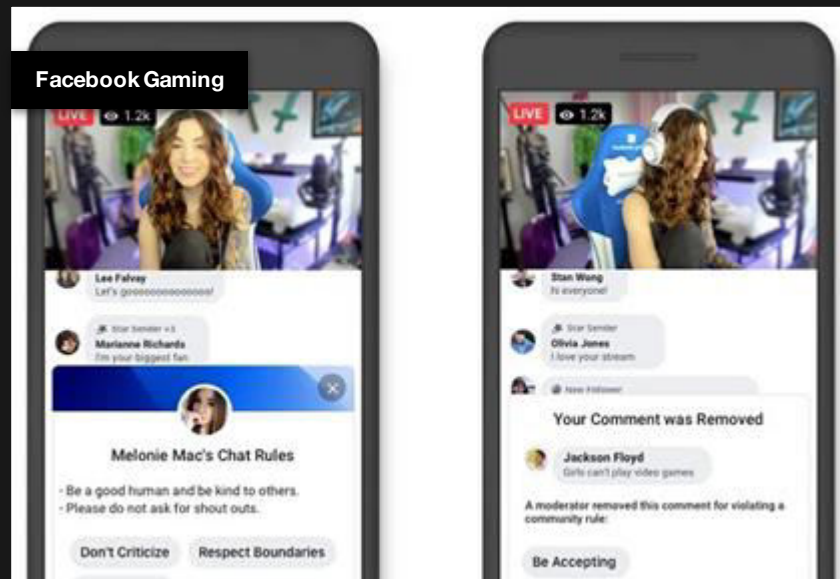 Facebook Gaming
LIVE 1.2k
Lee Falvay
Let's gooooooooooooo!
Star Sender +3
Marianne Richards
I'm your biggest fan
Melonie Mac's Chat Rules
- Be a good human and be kind to others.
- Please do not ask for shout outs.
Don't Criticize Respect Boundaries
LIVE 1.2k
Stan Wong
hi everyone!
Star Sender
Olivia Jones
I love your stream
New Follower
Your Comment was Removed
Jackson Floyd
Girls can't play video games
A moderator removed this comment for violating a
community rule:
Be Accepting